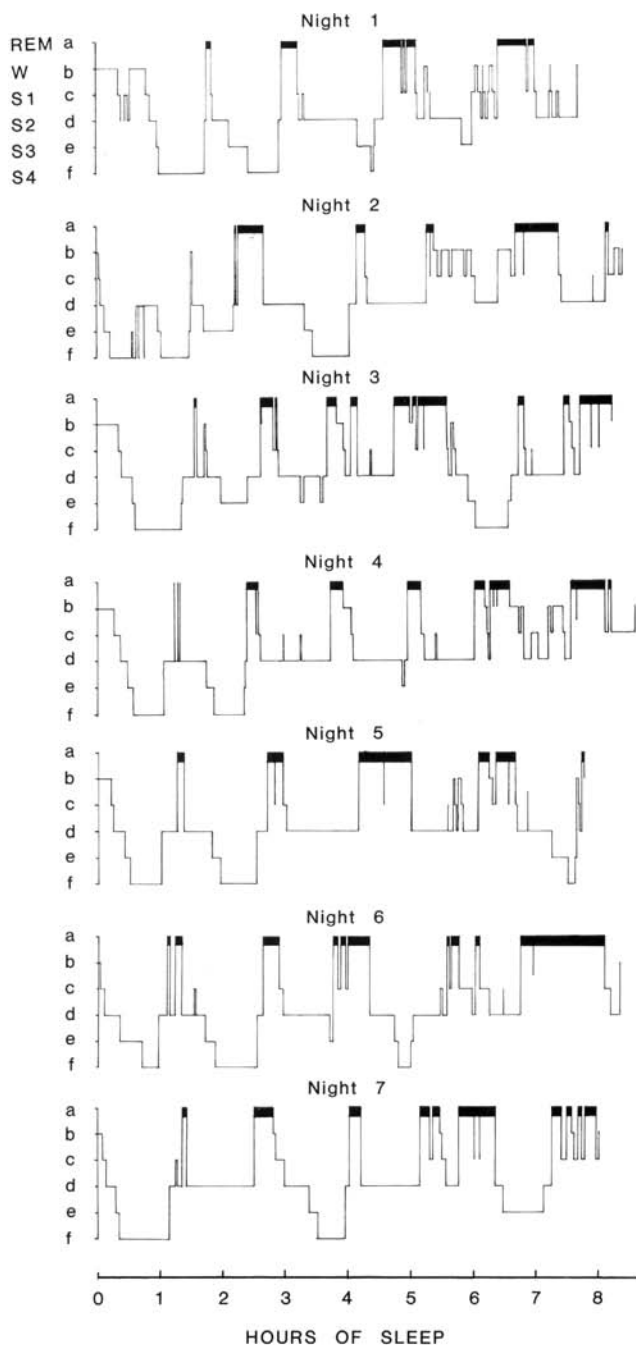 Night 1
REM a
W b
S1 c
S2 d
S3 e
S4 f
Night 2
a
b
c
d
e
f
Night 3
a
b
c
d
e
f
Night 4
a
b
c
d
e
f
Night 5
a
b
c
d
e
f
Night 6
a
b
c
d
e
f
Night 7
a
b
c
d
e
f
0 1 2 3 4 5 6 7 8
HOURS OF SLEEP